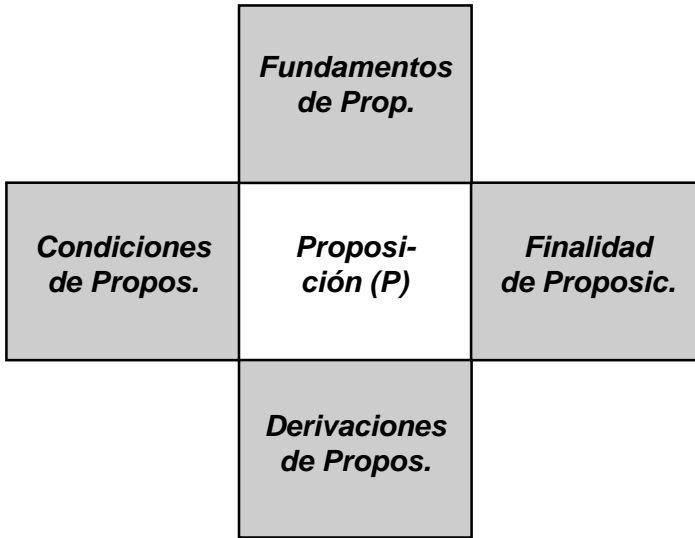 Fundamentos
de Prop.
Condiciones
de Propos.
Proposi-
ción (P)
Finalidad
de Proposic.
Derivaciones
de Propos.